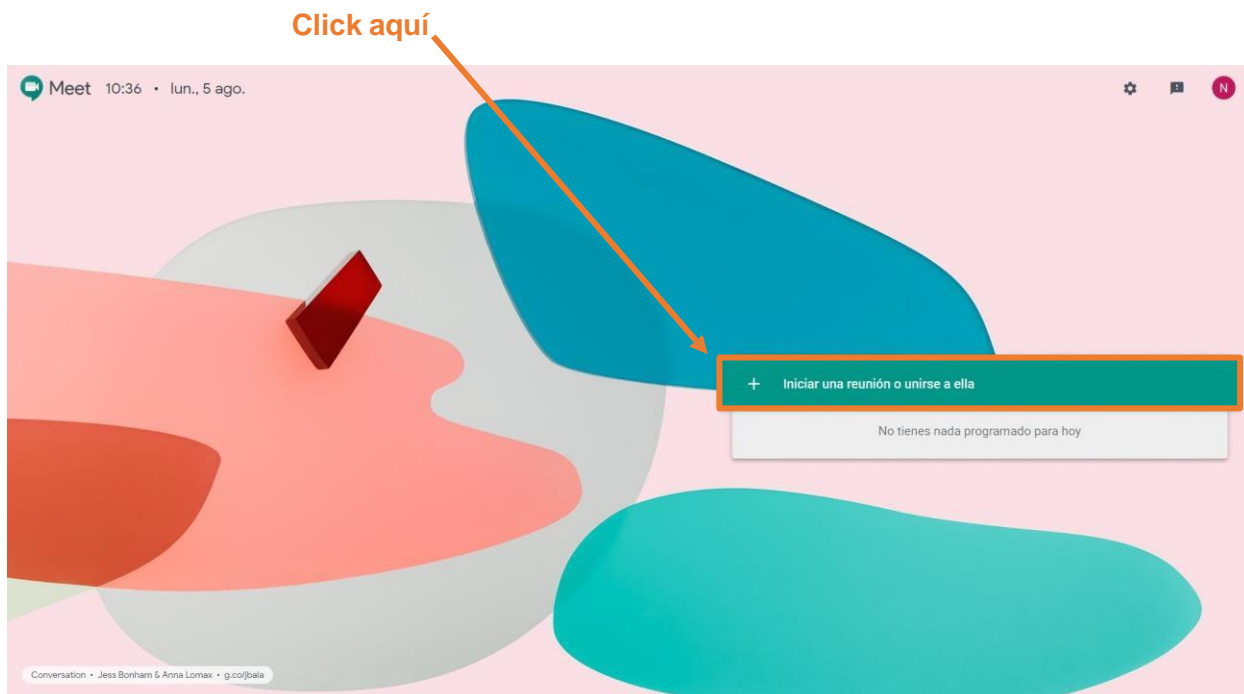 Click aquí
Meet 10:36 • lun., 5 ago.
N
+ Iniciar una reunión o unirse a ella
No tienes nada programado para hoy
Conversation • Jess Bonham & Anna Lomax • g.co/jbala